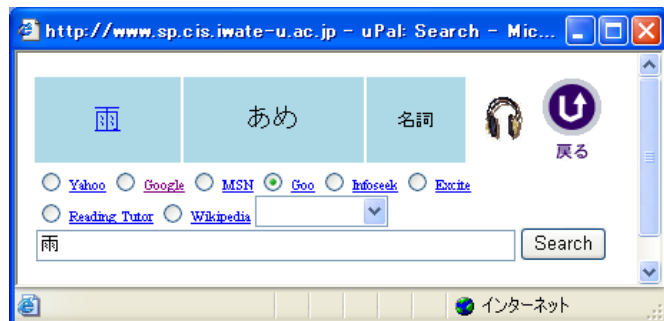 http://www.sp.cis.iwate-u.ac.jp - uPal: Search - Mic...
雨 あめ 名詞
戻る
Yahoo Google MSN Goo Infoseek Excite
Reading Tutor Wikipedia
雨 Search
インターネット